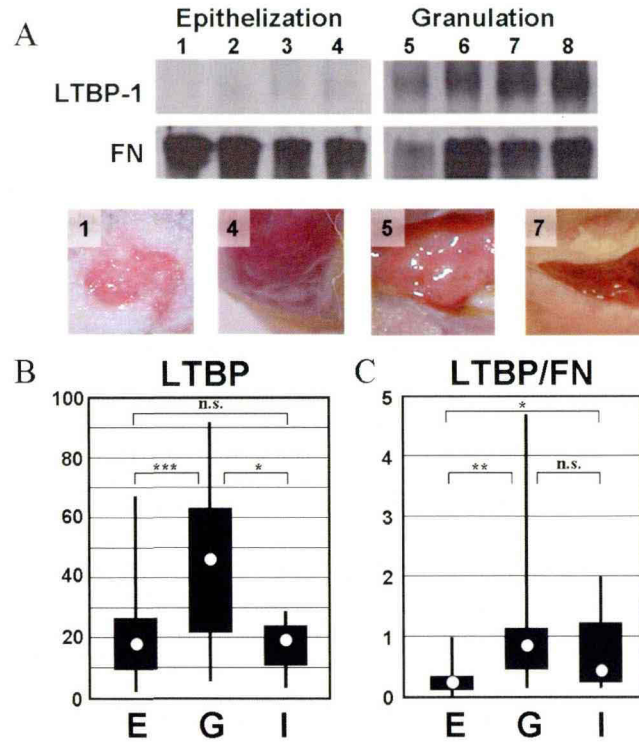 A
Epithelization Granulation
1 2 3 4 5 6 7 8
LTBP-1
FN
1 4 5 7
B LTBP
n.s.
*** *
100
80
60
40
20
0
E G I
C LTBP/FN
*
** n.s.
5
4
3
2
1
0
E G I